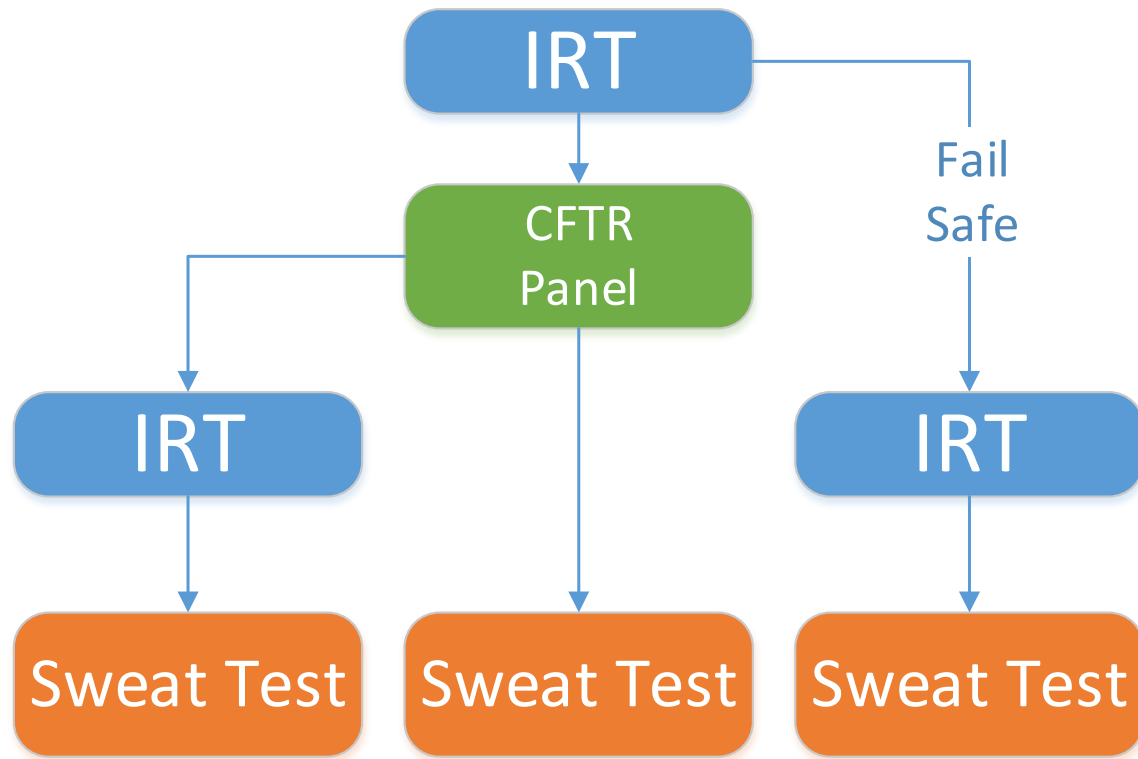 IRT
Fail
Safe
CFTR
Panel
IRT
IRT
Sweat Test
Sweat Test
Sweat Test